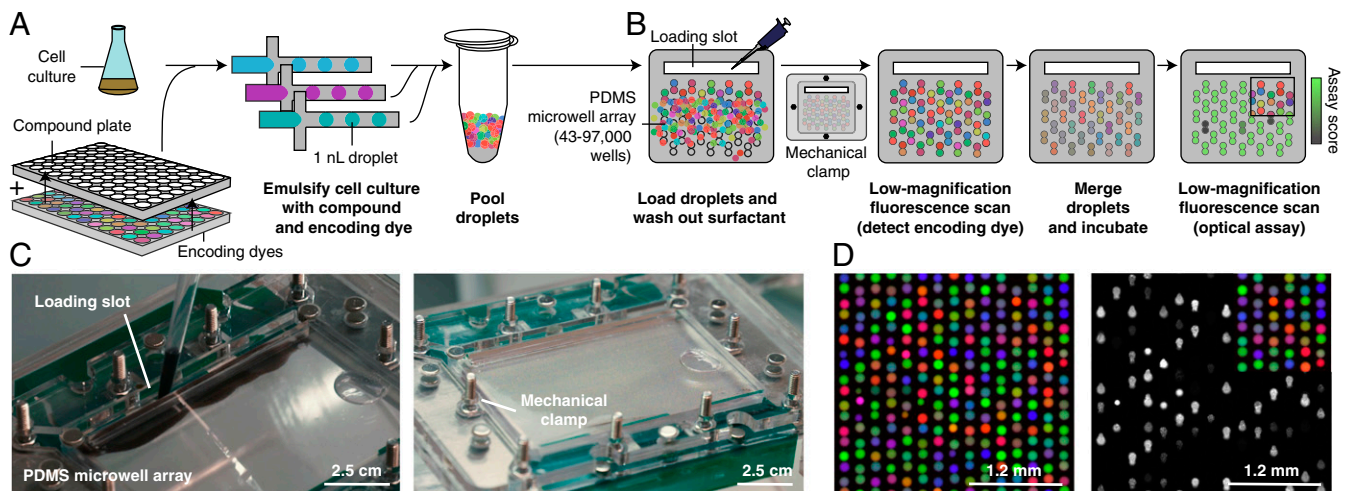 A
Cell
culture
Compound plate
+
Encoding dyes
1 nL droplet
Emulsify cell culture
with compound
and encoding dye
Pool
droplets
B
Loading slot
PDMS
microwell array
(43-97,000
wells)
Mechanical
clamp
Load droplets and
wash out surfactant
Low-magnification
fluorescence scan
(detect encoding dye)
Merge
droplets
and incubate
Low-magnification
fluorescence scan
(optical assay)
Assay score
C
Loading slot
PDMS microwell array
2.5 cm
Mechanical
clamp
2.5 cm
D
1.2 mm
1.2 mm